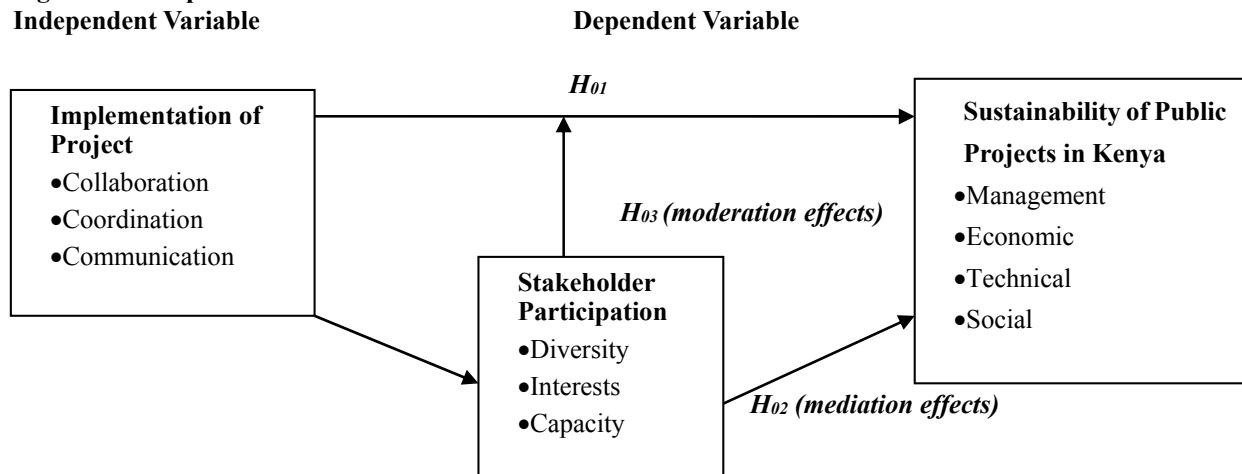 Independent Variable
Dependent Variable
H01
Implementation of
Project
•Collaboration
•Coordination
•Communication
Sustainability of Public
Projects in Kenya
•Management
•Economic
•Technical
•Social
H03 (moderation effects)
Stakeholder
Participation
•Diversity
•Interests
•Capacity
H02 (mediation effects)